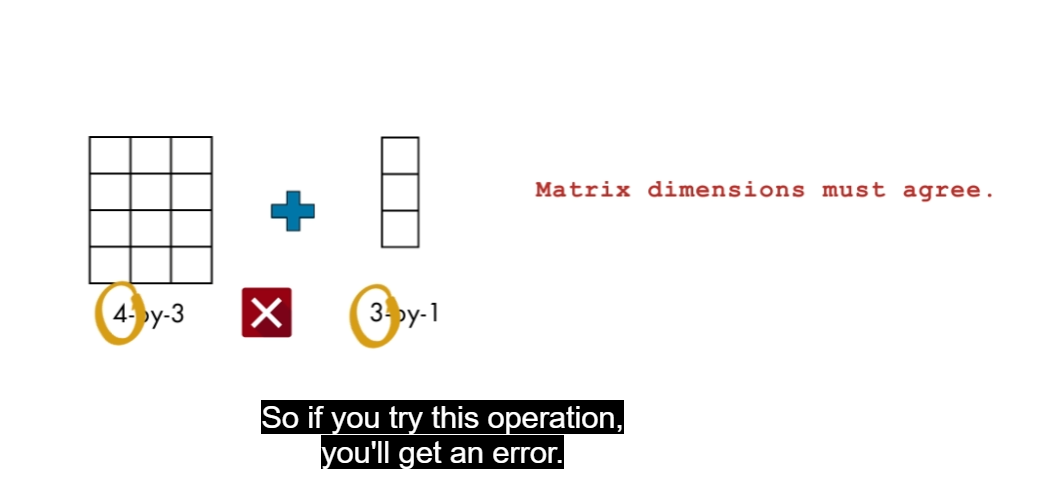 Matrix dimensions must agree.
4-by-3
3-by-1
So if you try this operation,
you'll get an error.